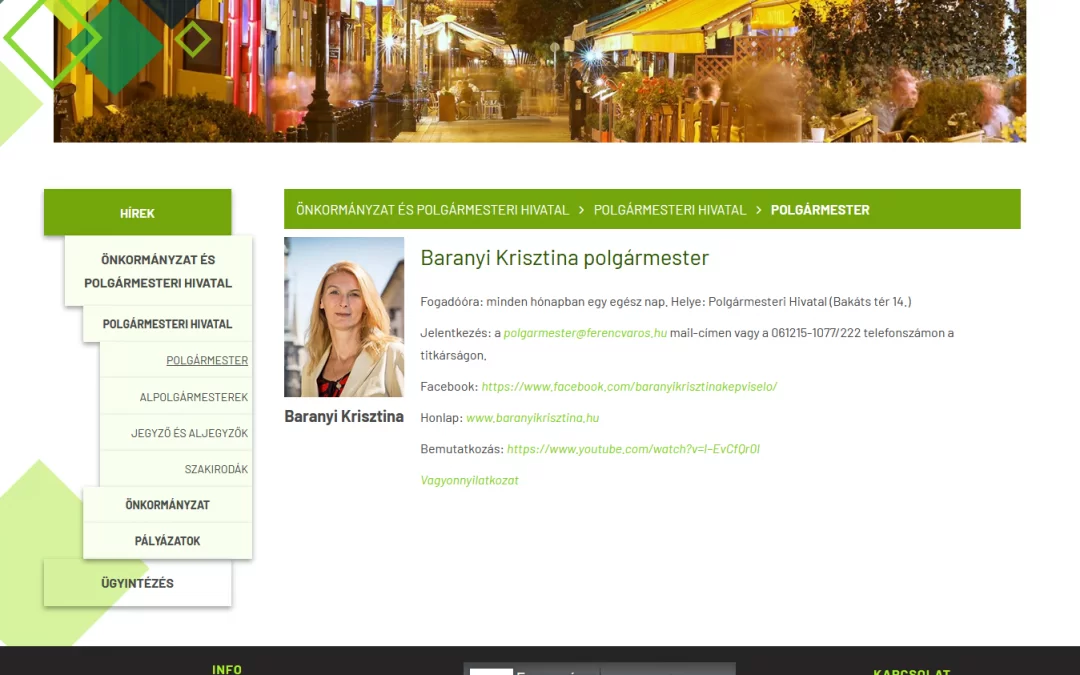 HÍREK
ÖNKORMÁNYZAT ÉS
POLGÁRMESTERI HIVATAL
POLGÁRMESTERI HIVATAL
POLGÁRMESTER
ALPOLGÁRMESTEREK
JEGYZŐ ÉS ALJEGYZŐK
SZAKIRODÁK
ÖNKORMÁNYZAT
PÁLYÁZATOK
ÜGYINTÉZÉS
ÖNKORMÁNYZAT ÉS POLGÁRMESTERI HIVATAL > POLGÁRMESTERI HIVATAL > POLGÁRMESTER
Baranyi Krisztina
Baranyi Krisztina polgármester
Fogadóóra: minden hónapban egy egész nap. Helye: Polgármesteri Hivatal (Bakáts tér 14.)
Jelentkezés: a polgarmester@ferencvaros.hu mail-címen vagy a 061215-1077/222 telefonszámon a
titkárságon.
Facebook: https://www.facebook.com/baranyikrisztinakepviselo/
Honlap: www.baranyikrisztina.hu
Bemutatkozás: https://www.youtube.com/watch?v=l-EvCfQr0I
Vagyonnyilatkozat
INFO
KAPCSOLAT